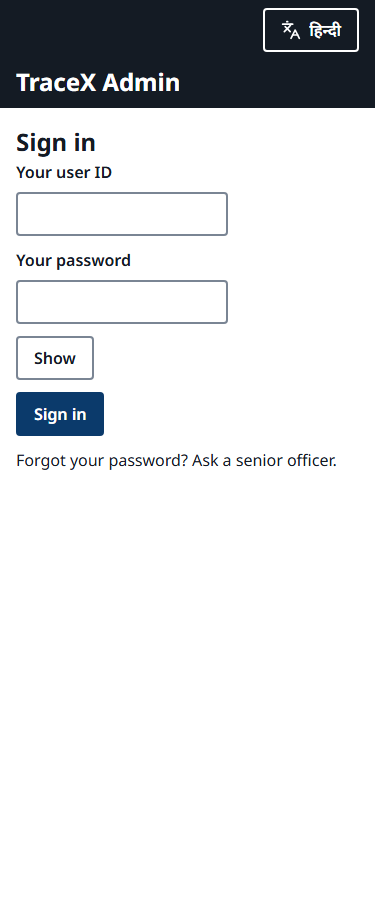 हिन्दी
TraceX Admin
Sign in
Your user ID
Your password
Show
Sign in
Forgot your password? Ask a senior officer.